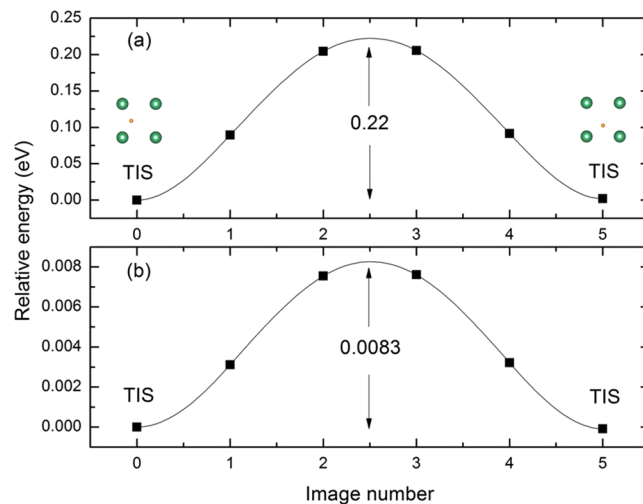 (a)
0.25
0.20
0.15
0.10
0.05
0.00
0.22
TIS
TIS
0 1 2 3 4 5
Relative energy (eV)
(b)
0.008
0.006
0.004
0.002
0.000
0.0083
TIS
TIS
0 1 2 3 4 5
Image number